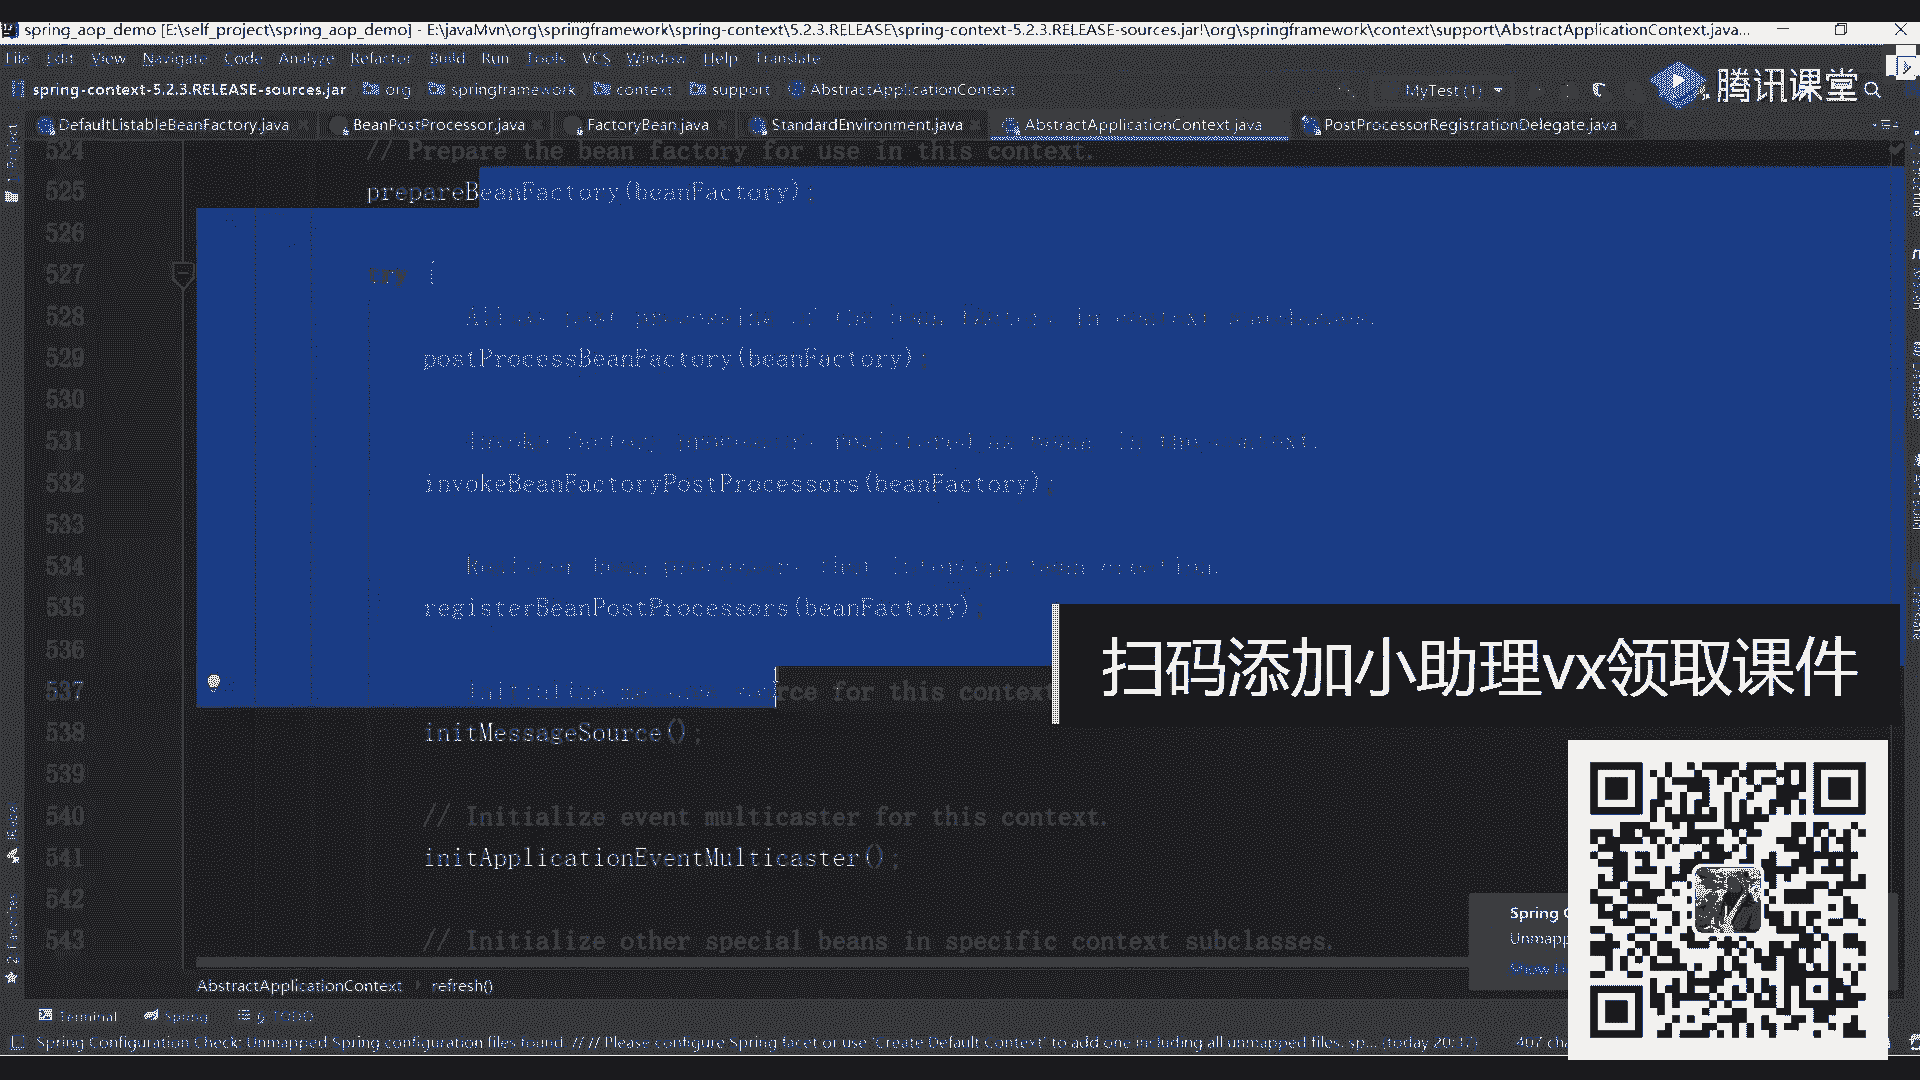 spring_aop_demo [E:\self_project\spring_aop_demo] - E:\javaMvn\org\springframework\spring-context\5.2.3.RELEASE\spring-context-5.2.3.RELEASE-sources.jar!\org\springframework\context\support\AbstractApplicationContext.java...
File Edit View Navigate Code Analyze Refactor Build Run Tools VCS Window Help Translate
spring-context-5.2.3.RELEASE-sources.jar org springframework context support AbstractApplicationContext MyTest (1)
腾讯课堂
DefaultListableBeanFactory.java BeanPostProcessor.java FactoryBean.java StandardEnvironment.java AbstractApplicationContext.java PostProcessorRegistrationDelegate.java
524 // Prepare the bean factory for use in this context.
525 prepareBeanFactory(beanFactory);
526
527 try {
528 Allows post-processing of the bean factory in context subclasses.
529 postProcessBeanFactory(beanFactory);
530
531 Invoke factory processors registered as beans in the context.
532 invokeBeanFactoryPostProcessors(beanFactory);
533
534 Register bean processors that intercept bean creation.
535 registerBeanPostProcessors(beanFactory);
536
537 Initialize message source for this context
538 initMessageSource();
539
540 // Initialize event multicaster for this context.
541 initApplicationEventMulticaster();
542
543 // Initialize other special beans in specific context subclasses.
扫码添加小助理vx领取课件
Spring
Unmapp
Show
AbstractApplicationContext refresh()
Terminal Spring 6: TODO
Spring Configuration Check: Unmapped Spring configuration files found. // // Please configure Spring facet or use 'Create Default Context' to add one including all unmapped files. sp... (today 20:12) 407 cha